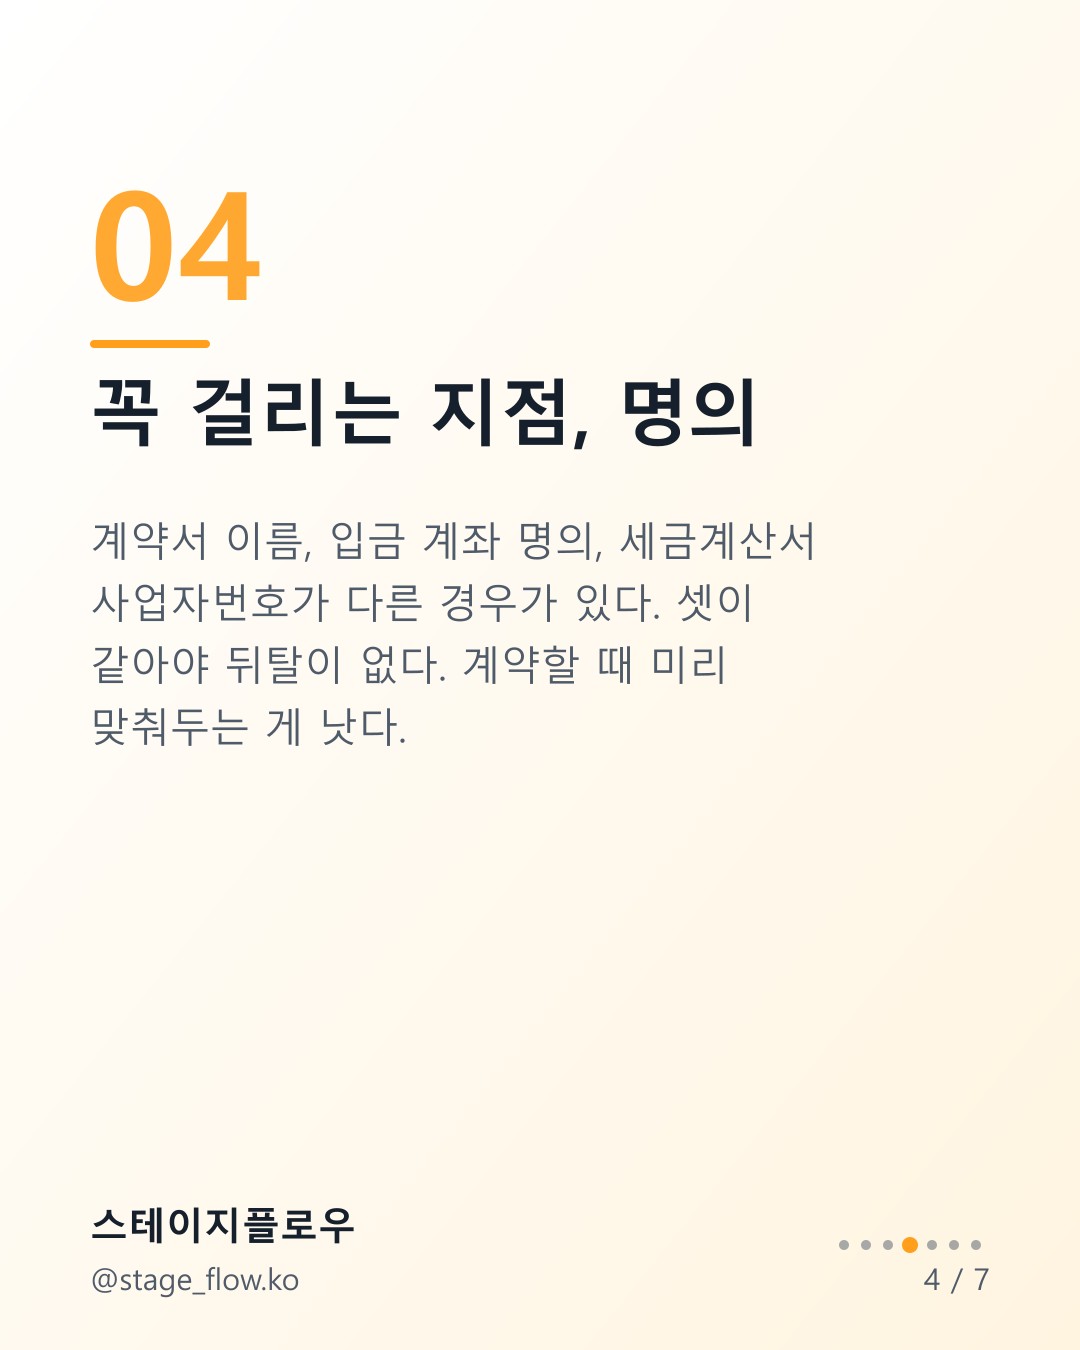 04
꼭 걸리는 지점, 명의
계약서 이름, 입금 계좌 명의, 세금계산서
사업자번호가 다른 경우가 있다. 셋이
같아야 뒤탈이 없다. 계약할 때 미리
맞춰두는 게 낫다.
스테이지플로우
@stage_flow.ko
4 / 7